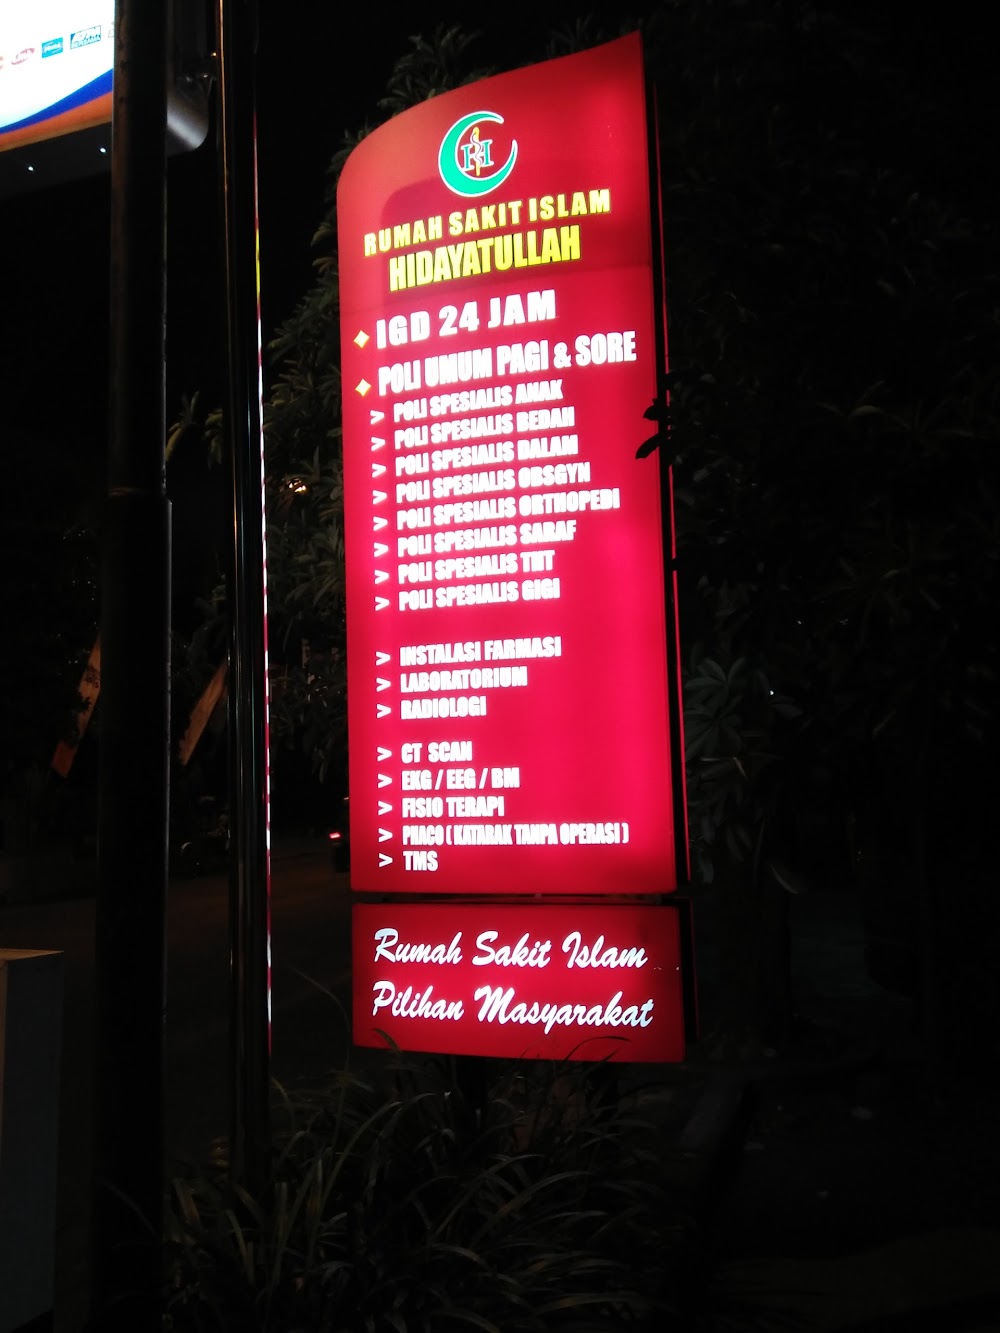 H
RUMAH SAKIT ISLAM
HIDAYATULLAH
IGD 24 JAM
POLI UMUM PAGI & SORE
> POLI SPESIALIS ANAK
> POLI SPESIALIS BEDAH
> POLI SPESIALIS DALAM
> POLI SPESIALIS OBSGYN
> POLI SPESIALIS ORTHOPEDI
> POLI SPESIALIS SARAF
> POLI SPESIALIS THT
> POLI SPESIALIS GIGI
> INSTALASI FARMASI
> LABORATORIUM
> RADIOLOGI
> CT SCAN
> EKG / EEG / BM
> FISIO TERAPI
> PHACO ( KATARAK TANPA OPERASI )
> TMS
Rumah Sakit Islam
Pilihan Masyarakat